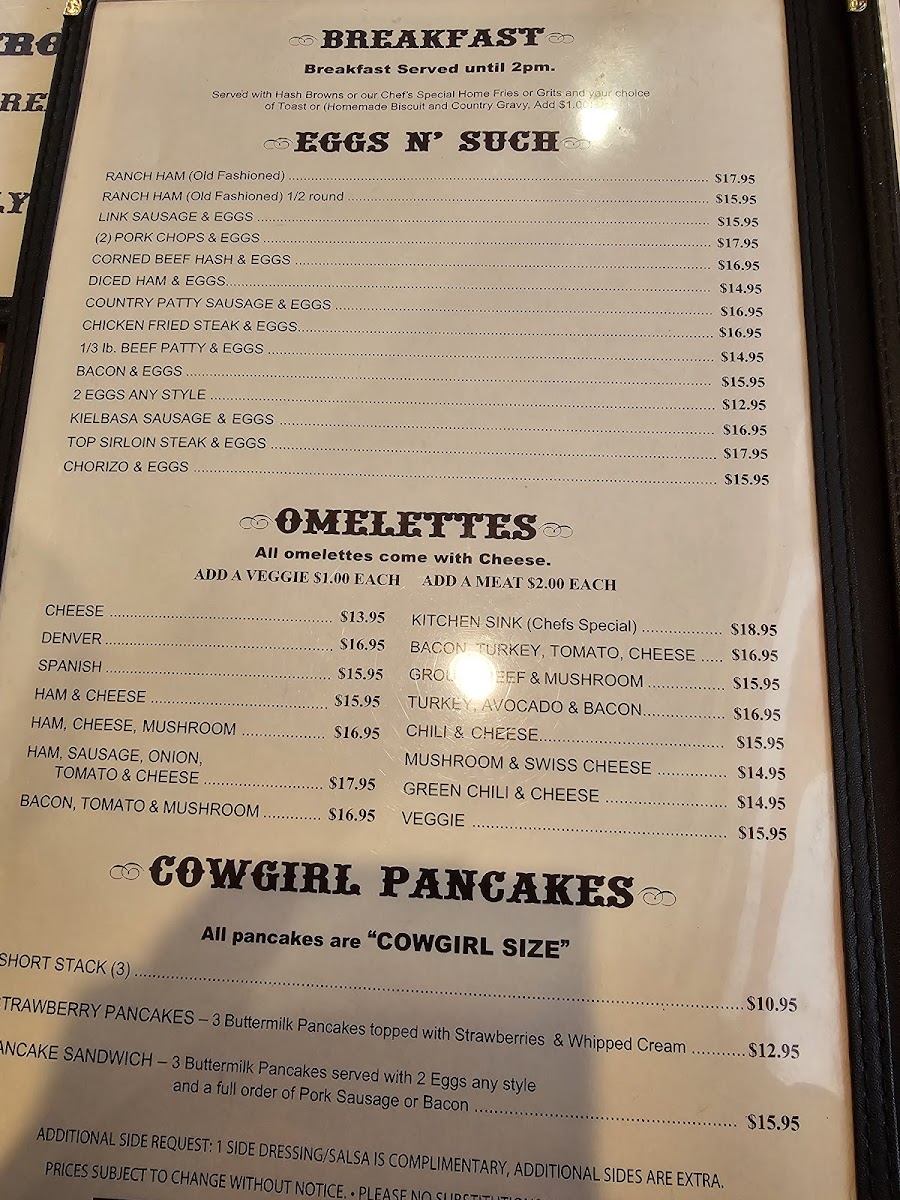 BREAKFAST
Breakfast Served until 2pm.
Served with Hash Browns or our Chef's Special Home Fries or Grits and your choice
of Toast or (Homemade Biscuit and Country Gravy, Add $1.00
EGGS N' SUCH
RANCH HAM (Old Fashioned) $17.95
RANCH HAM (Old Fashioned) 1/2 round $15.95
LINK SAUSAGE & EGGS $15.95
(2) PORK CHOPS & EGGS $17.95
CORNED BEEF HASH & EGGS $16.95
DICED HAM & EGGS $14.95
COUNTRY PATTY SAUSAGE & EGGS $16.95
CHICKEN FRIED STEAK & EGGS $16.95
1/3 lb. BEEF PATTY & EGGS $14.95
BACON & EGGS $15.95
2 EGGS ANY STYLE $12.95
KIELBASA SAUSAGE & EGGS $16.95
TOP SIRLOIN STEAK & EGGS $17.95
CHORIZO & EGGS $15.95
OMELETTES
All omelettes come with Cheese.
ADD A VEGGIE $1.00 EACH ADD A MEAT $2.00 EACH
CHEESE $13.95
DENVER $16.95
SPANISH $15.95
HAM & CHEESE $15.95
HAM, CHEESE, MUSHROOM $16.95
HAM, SAUSAGE, ONION,
TOMATO & CHEESE $17.95
BACON, TOMATO & MUSHROOM $16.95
KITCHEN SINK (Chefs Special) $18.95
BACON, TURKEY, TOMATO, CHEESE $16.95
& MUSHROOM $15.95
TURKEY, AVOCADO & BACON $16.95
CHILI & CHEESE $15.95
MUSHROOM & SWISS CHEESE $14.95
GREEN CHILI & CHEESE $14.95
VEGGIE $15.95
COWGIRL PANCAKES
All pancakes are "COWGIRL SIZE"
SHORT STACK (3) $10.95
TRAWBERRY PANCAKES – 3 Buttermilk Pancakes topped with Strawberries & Whipped Cream $12.95
ANCAKE SANDWICH – 3 Buttermilk Pancakes served with 2 Eggs any style
and a full order of Pork Sausage or Bacon $15.95
ADDITIONAL SIDE REQUEST: 1 SIDE DRESSING/SALSA IS COMPLIMENTARY, ADDITIONAL SIDES ARE EXTRA.
PRICES SUBJECT TO CHANGE WITHOUT NOTICE. • PLEASE NO